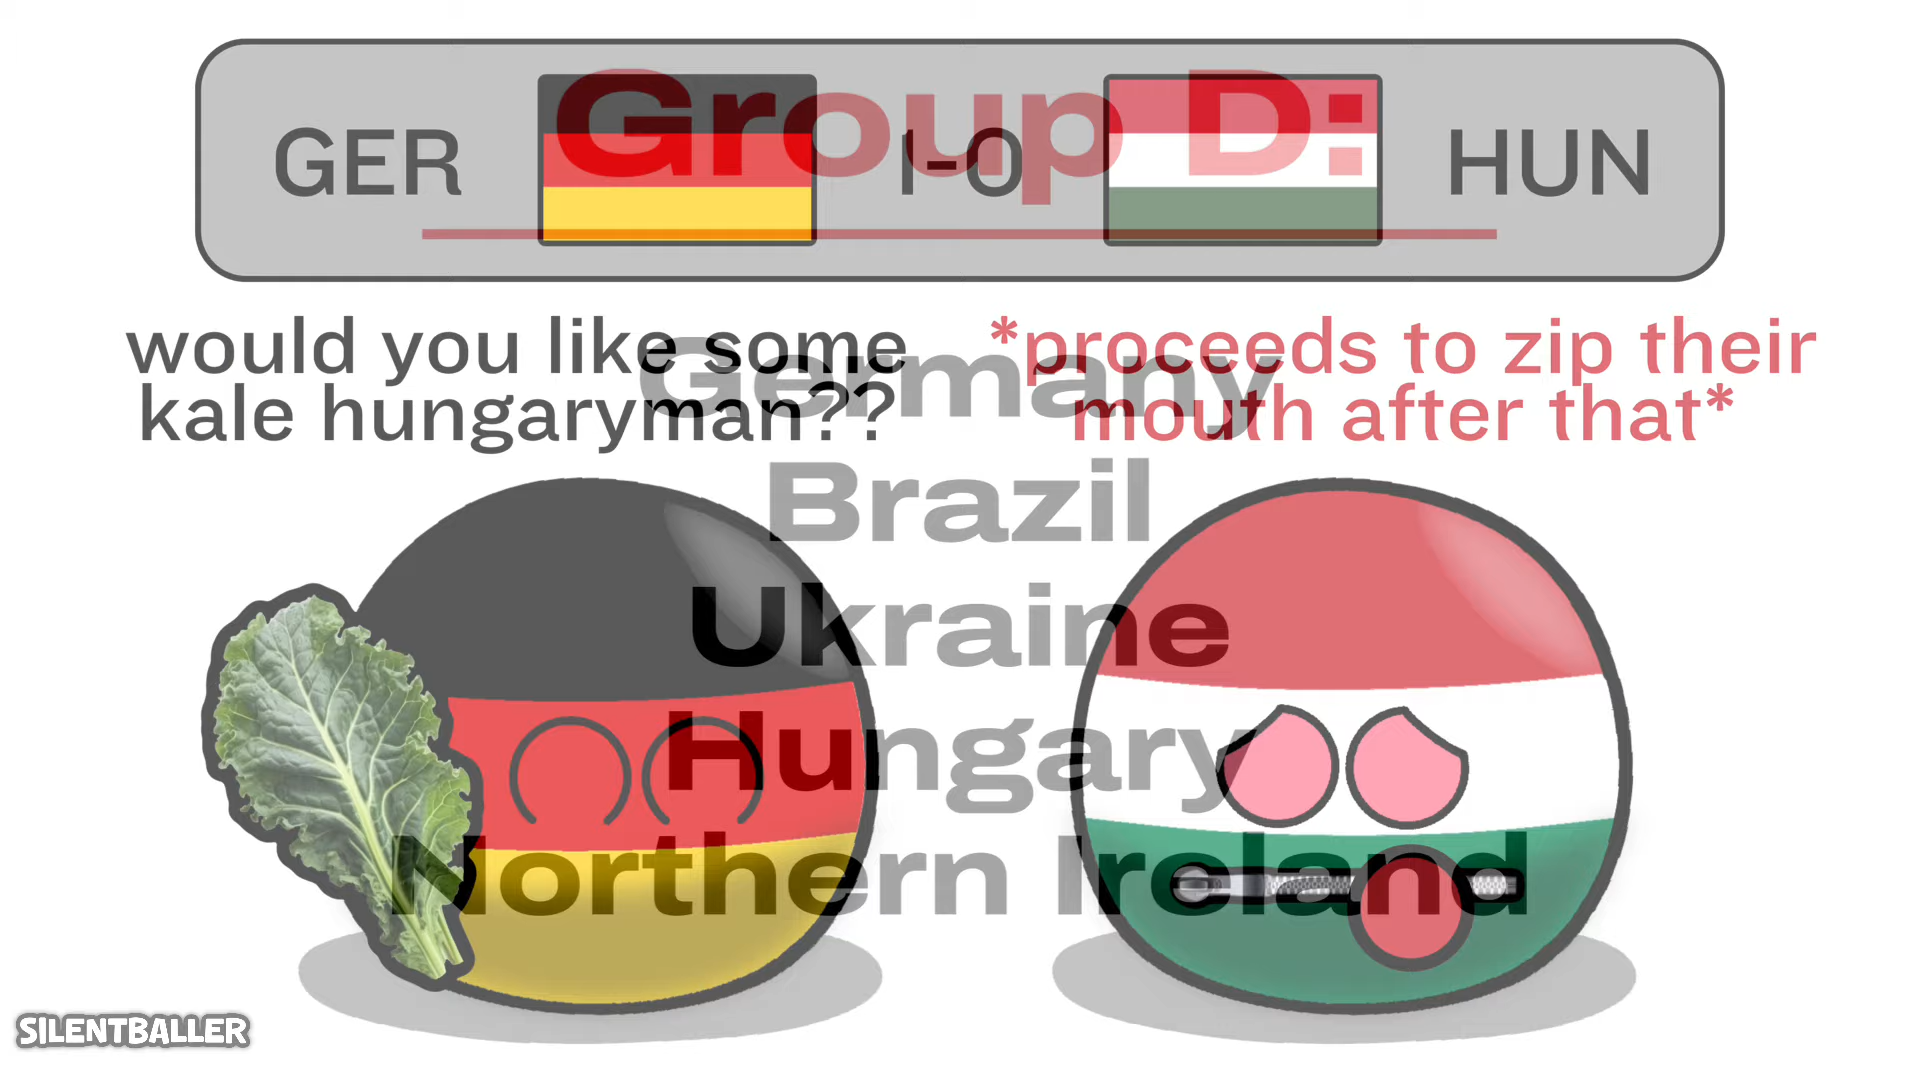 Group D:
GER 1-0 HUN
would you like some
kale hungaryman??
*proceeds to zip their
mouth after that*
Germany
Brazil
Ukraine
Hungary
Northern Ireland
SILENTBALLER